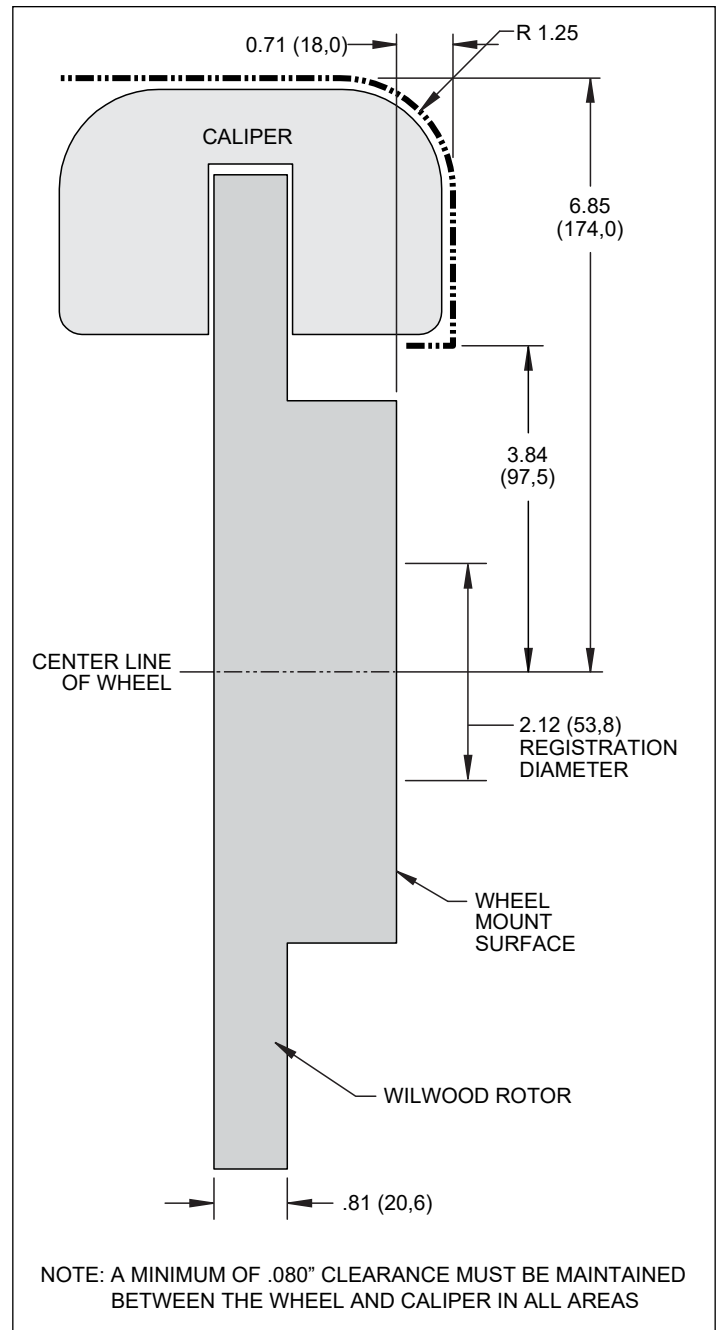 0.71 (18,0)
R 1.25
CALIPER
6.85
(174,0)
3.84
(97,5)
CENTER LINE
OF WHEEL
2.12 (53,8)
REGISTRATION
DIAMETER
WHEEL
MOUNT
SURFACE
WILWOOD ROTOR
.81 (20,6)
NOTE: A MINIMUM OF .080” CLEARANCE MUST BE MAINTAINED
BETWEEN THE WHEEL AND CALIPER IN ALL AREAS